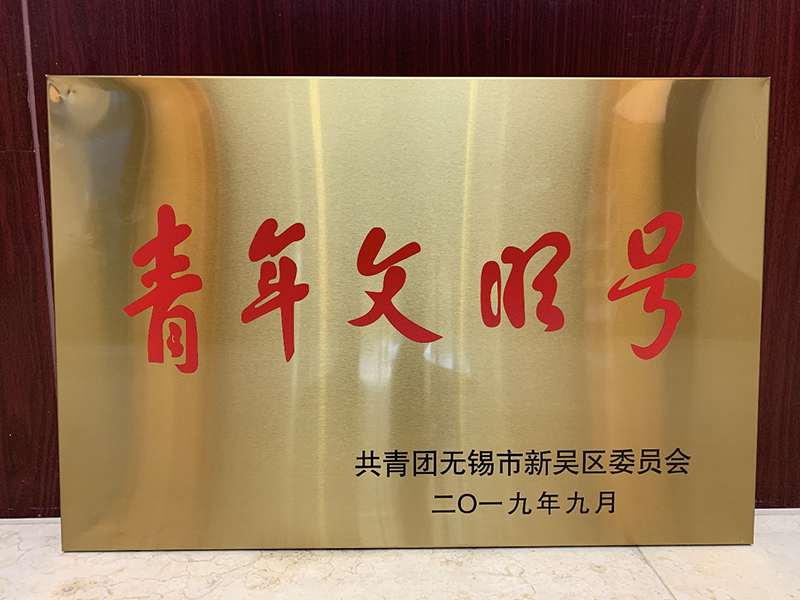 青年文明号
共青团无锡市新吴区委员会
二〇一九年九月